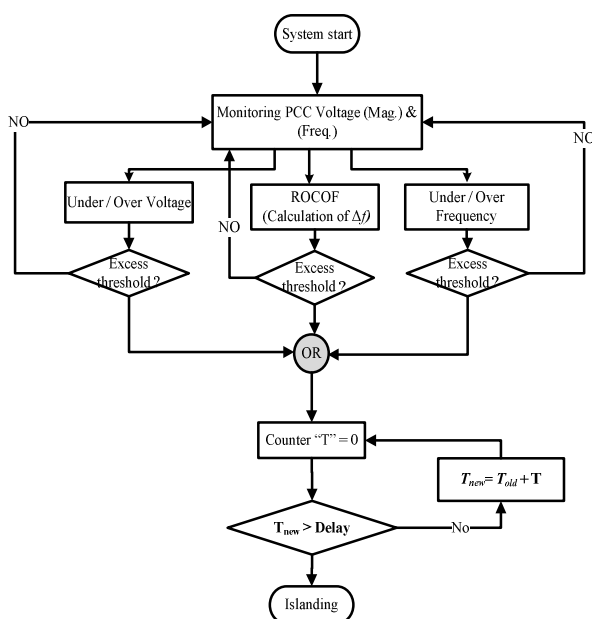 System start
NO
Monitoring PCC Voltage (Mag.) &
(Freq.)
NO
Under / Over Voltage
ROCOF
(Calculation of Δf)
Under / Over
Frequency
NO
Excess
threshold ?
Excess
threshold ?
Excess
threshold ?
OR
Counter “T” = 0
Tnew= Told + T
Tnew > Delay
No
Islanding